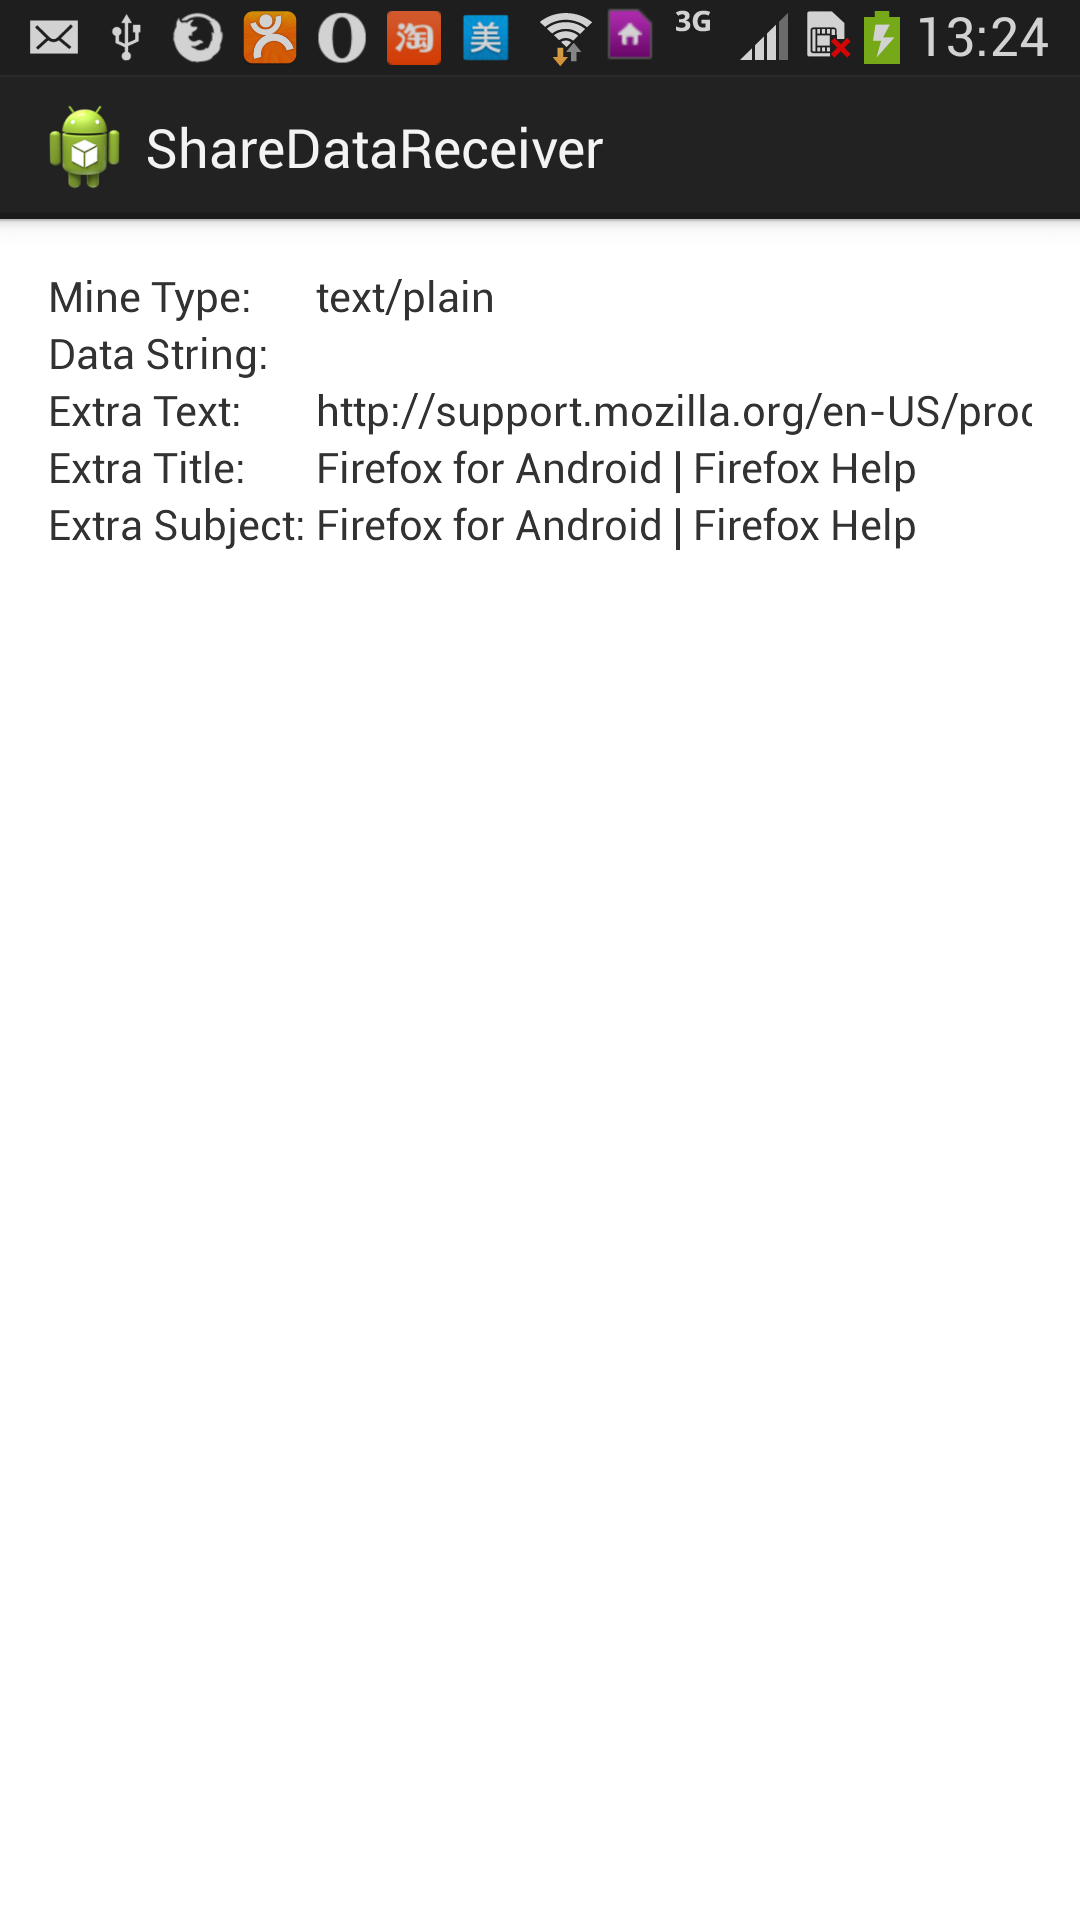 淘 美 3G 13:24
ShareDataReceiver
Mine Type: text/plain
Data String:
Extra Text: http://support.mozilla.org/en-US/proc
Extra Title: Firefox for Android | Firefox Help
Extra Subject: Firefox for Android | Firefox Help